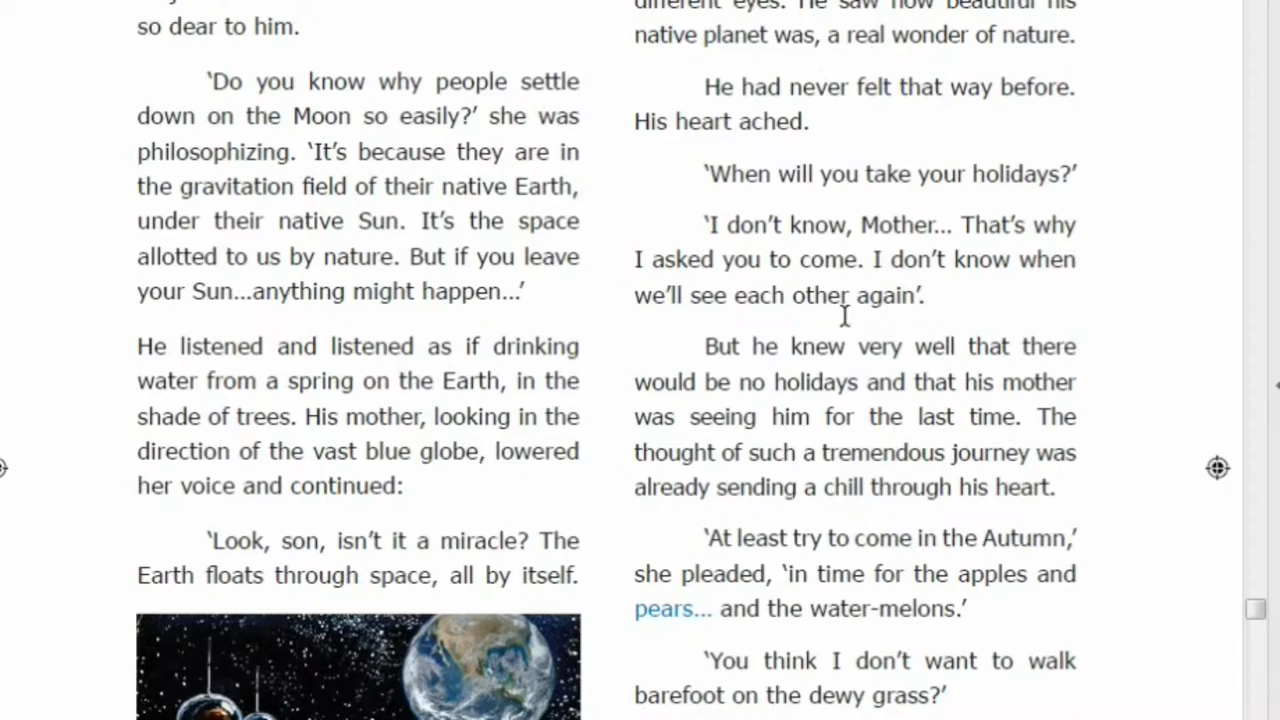 so dear to him.
‘Do you know why people settle
down on the Moon so easily?’ she was
philosophizing. ‘It’s because they are in
the gravitation field of their native Earth,
under their native Sun. It’s the space
allotted to us by nature. But if you leave
your Sun...anything might happen...’
He listened and listened as if drinking
water from a spring on the Earth, in the
shade of trees. His mother, looking in the
direction of the vast blue globe, lowered
her voice and continued:
‘Look, son, isn’t it a miracle? The
Earth floats through space, all by itself.
different eyes. He saw how beautiful his
native planet was, a real wonder of nature.
He had never felt that way before.
His heart ached.
‘When will you take your holidays?’
‘I don’t know, Mother... That’s why
I asked you to come. I don’t know when
we’ll see each other again’.
But he knew very well that there
would be no holidays and that his mother
was seeing him for the last time. The
thought of such a tremendous journey was
already sending a chill through his heart.
‘At least try to come in the Autumn,’
she pleaded, ‘in time for the apples and
pears... and the water-melons.’
‘You think I don’t want to walk
barefoot on the dewy grass?’